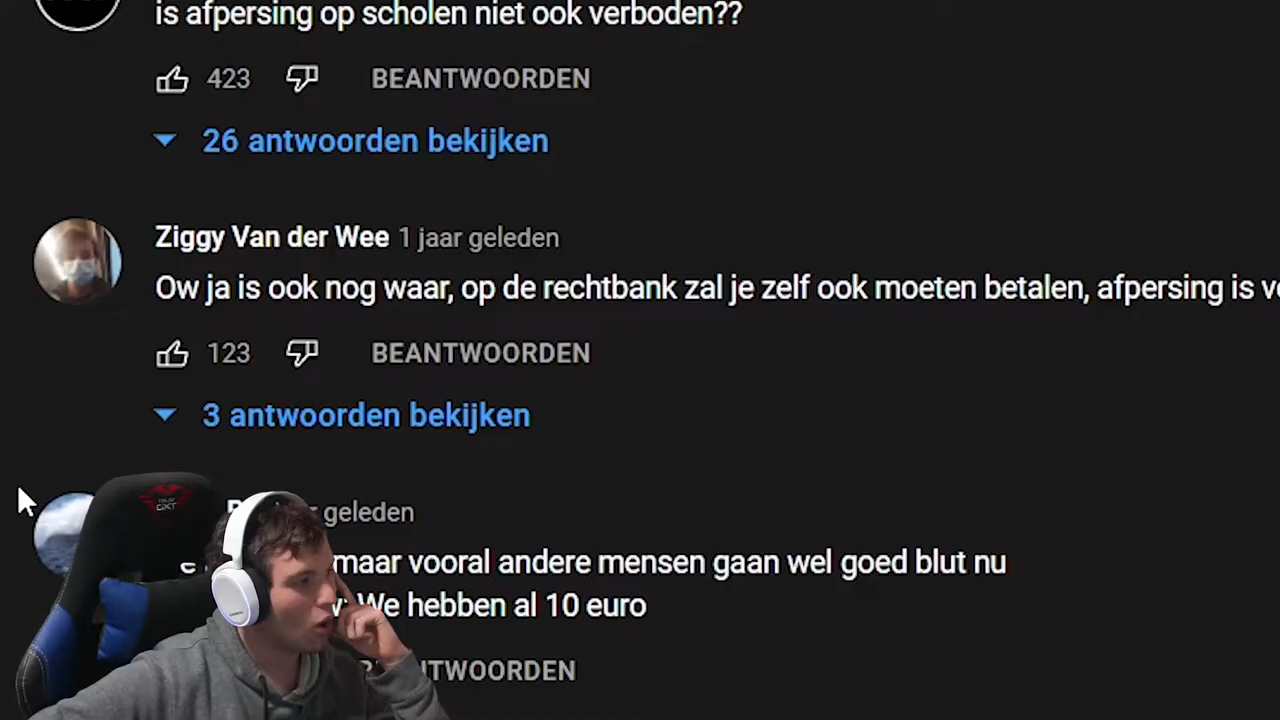 is afpersing op scholen niet ook verboden??
423 BEANTWOORDEN
26 antwoorden bekijken
Ziggy Van der Wee 1 jaar geleden
Ow ja is ook nog waar, op de rechtbank zal je zelf ook moeten betalen, afpersing is
123 BEANTWOORDEN
3 antwoorden bekijken
geleden
maar vooral andere mensen gaan wel goed blut nu
We hebben al 10 euro
GXT